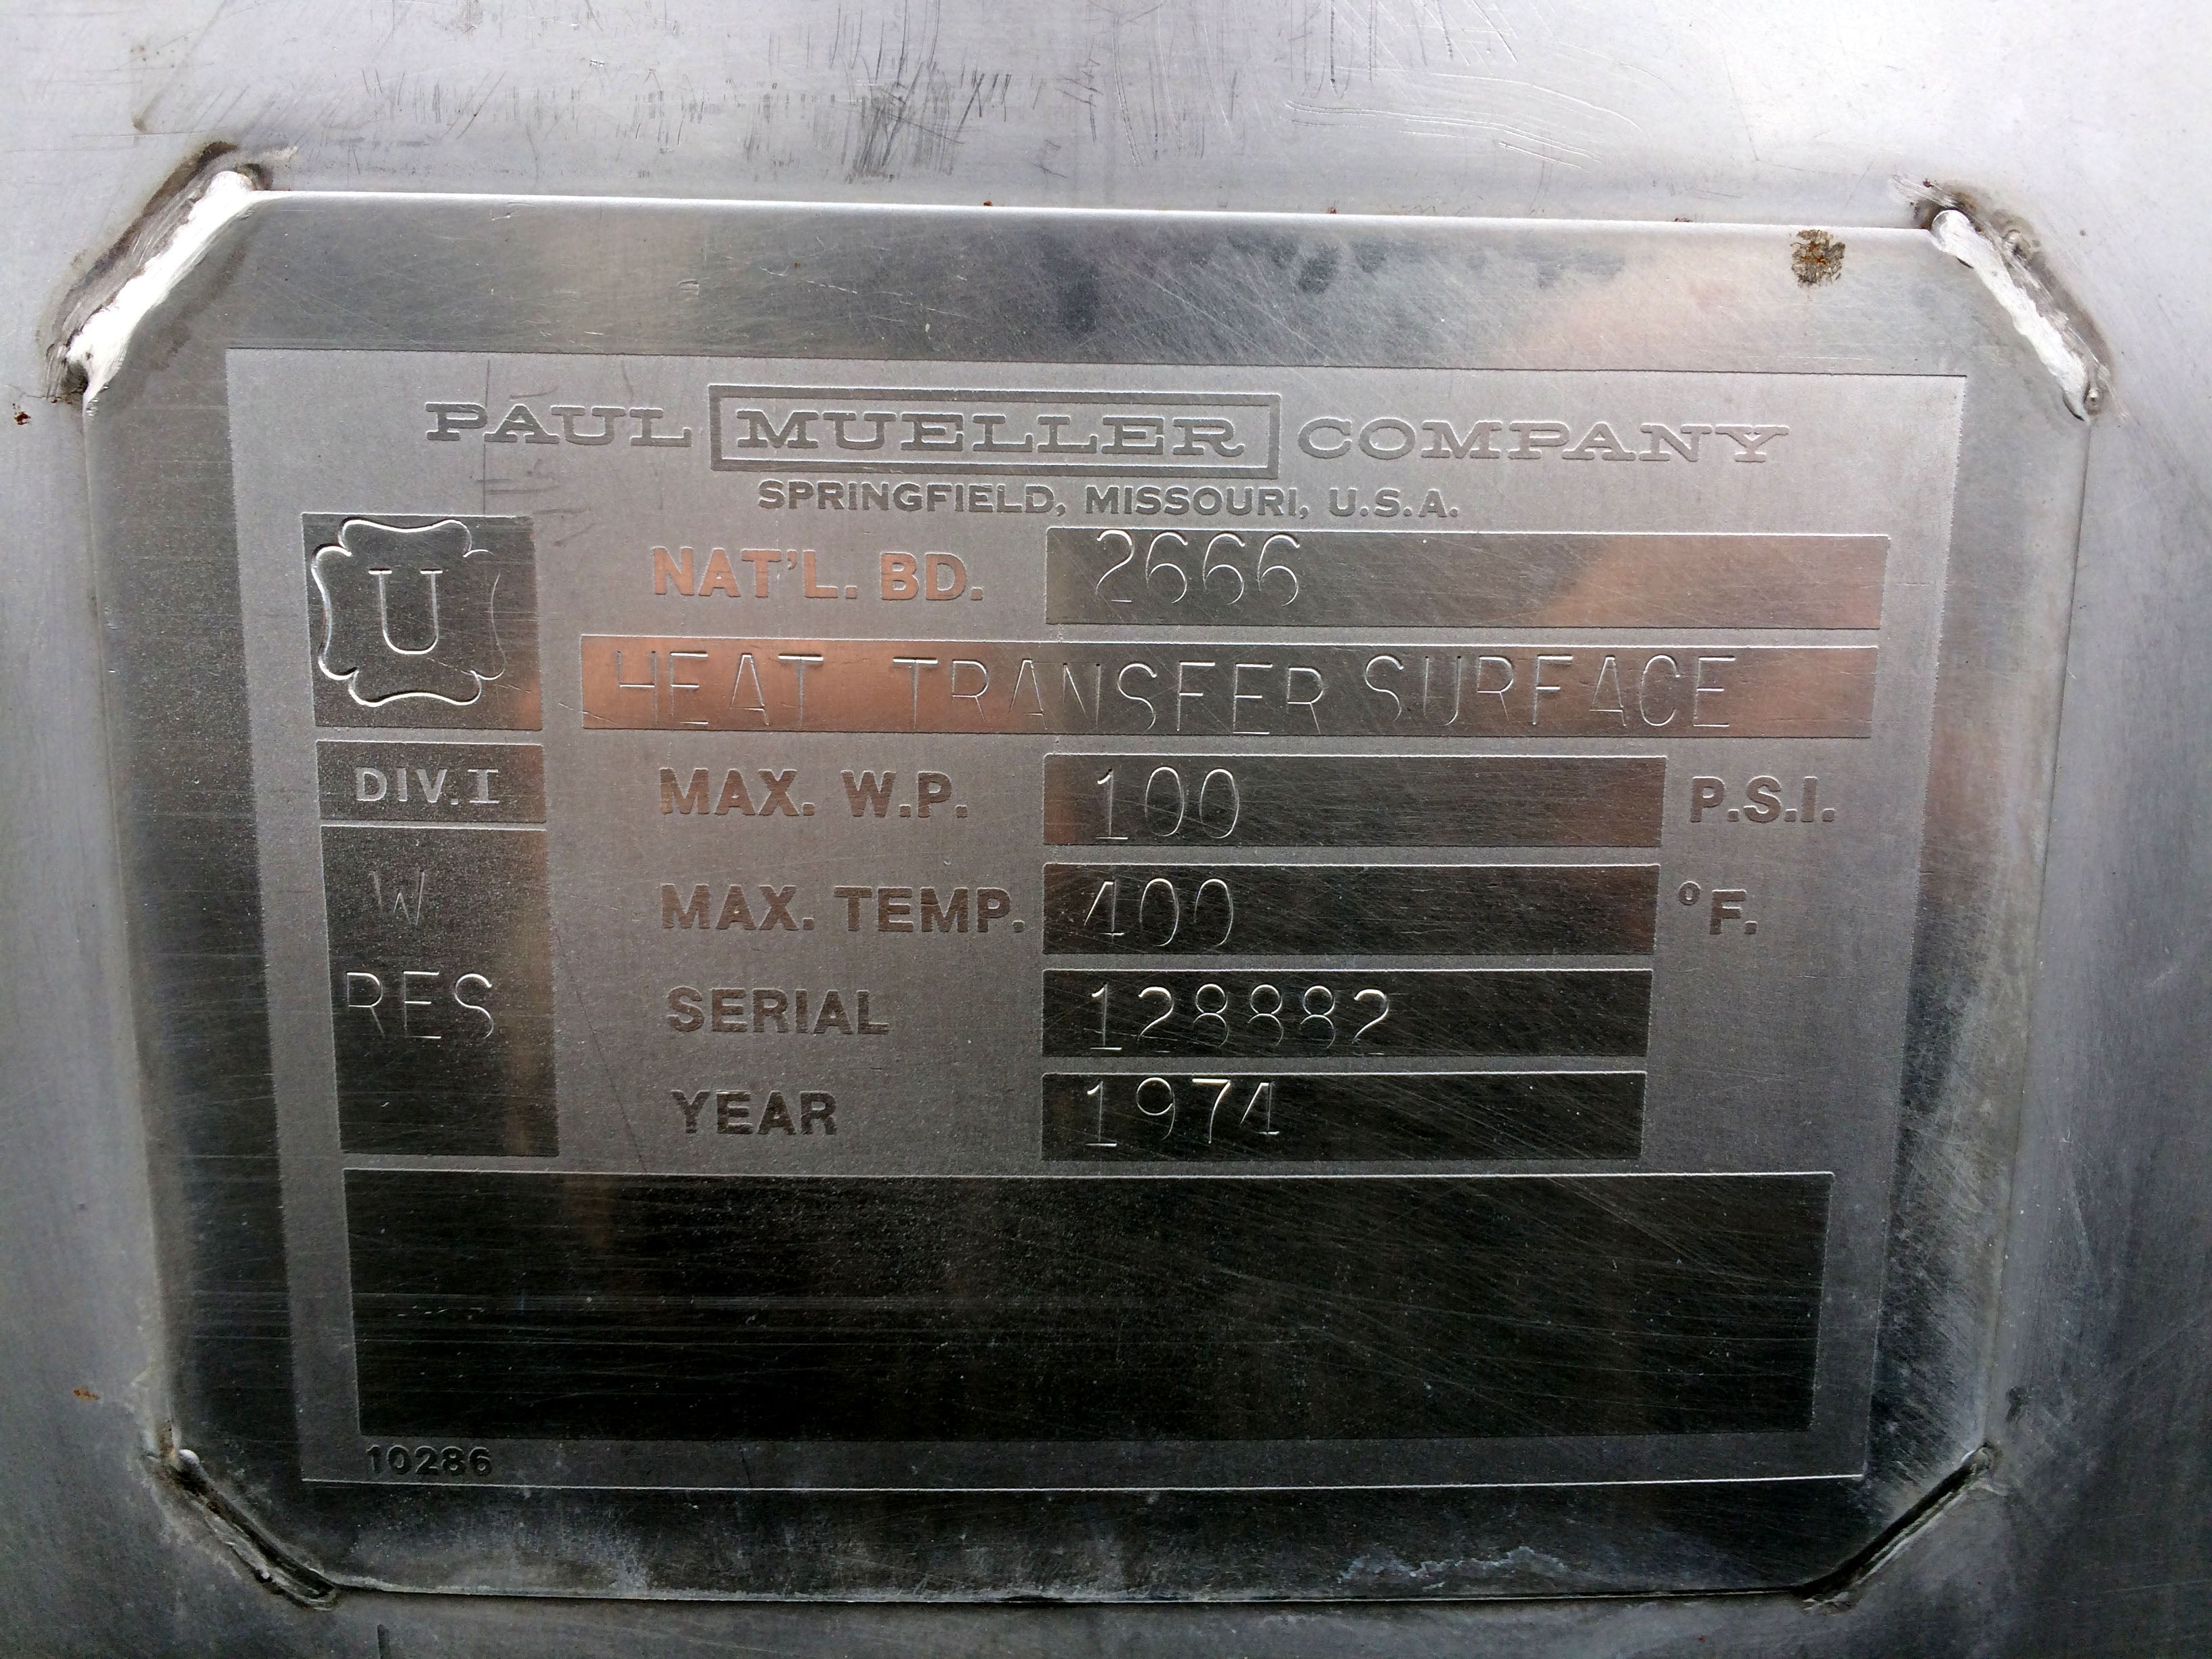 PAUL MUELLER COMPANY
SPRINGFIELD, MISSOURI, U.S.A.
U
NAT'L. BD. 2666
HEAT TRANSFER SURFACE
DIV. I
MAX. W.P. 100 P.S.I.
W
MAX. TEMP. 400 °F.
RES
SERIAL 128882
YEAR 1974
10286